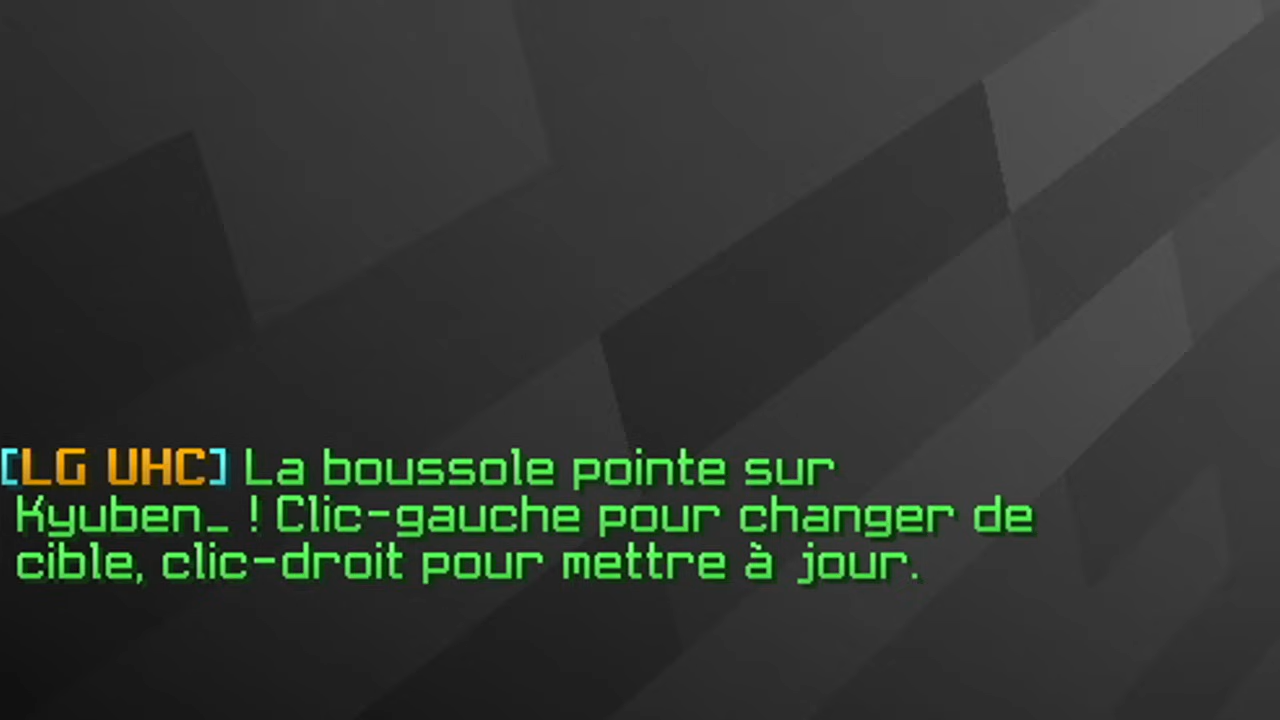 [LG UHC] La boussole pointe sur
Kyuben_ ! Clic-gauche pour changer de
cible, clic-droit pour mettre à jour.